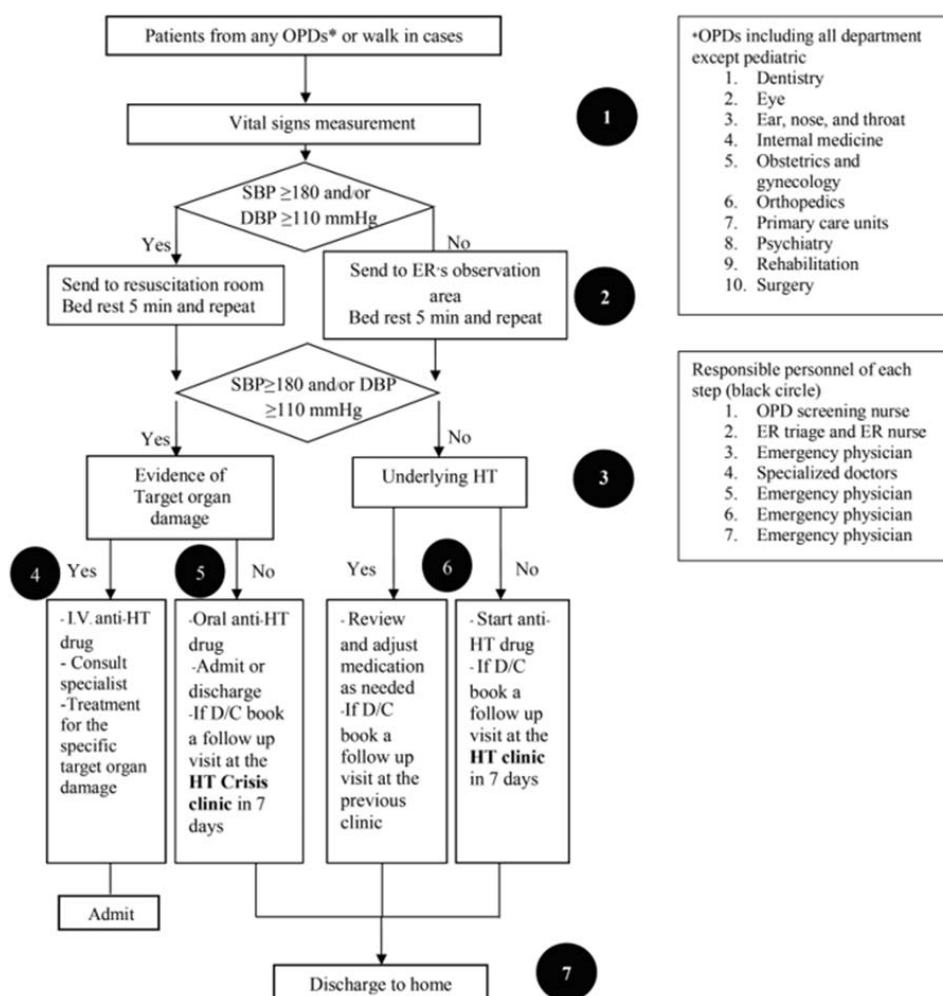 Patients from any OPDs* or walk in cases
Vital signs measurement
1
SBP ≥180 and/or
DBP ≥110 mmHg
Yes
No
Send to resuscitation room
Bed rest 5 min and repeat
Send to ER's observation
area
Bed rest 5 min and repeat
2
SBP≥180 and/or DBP
≥110 mmHg
Yes
No
Evidence of
Target organ
damage
Underlying HT
3
4
Yes
5
No
Yes
6
No
- I.V. anti-HT
drug
- Consult
specialist
-Treatment
for the
specific
target organ
damage
-Oral anti-HT
drug
-Admit or
discharge
-If D/C book
a follow up
visit at the
HT Crisis
clinic in 7
days
- Review
and adjust
medication
as needed
-If D/C
book a
follow up
visit at the
previous
clinic
- Start anti-
HT drug
-If D/C
book a
follow up
visit at the
HT clinic
in 7 days
Admit
Discharge to home
7
*OPDs including all department
except pediatric
1. Dentistry
2. Eye
3. Ear, nose, and throat
4. Internal medicine
5. Obstetrics and
gynecology
6. Orthopedics
7. Primary care units
8. Psychiatry
9. Rehabilitation
10. Surgery
Responsible personnel of each
step (black circle)
1. OPD screening nurse
2. ER triage and ER nurse
3. Emergency physician
4. Specialized doctors
5. Emergency physician
6. Emergency physician
7. Emergency physician